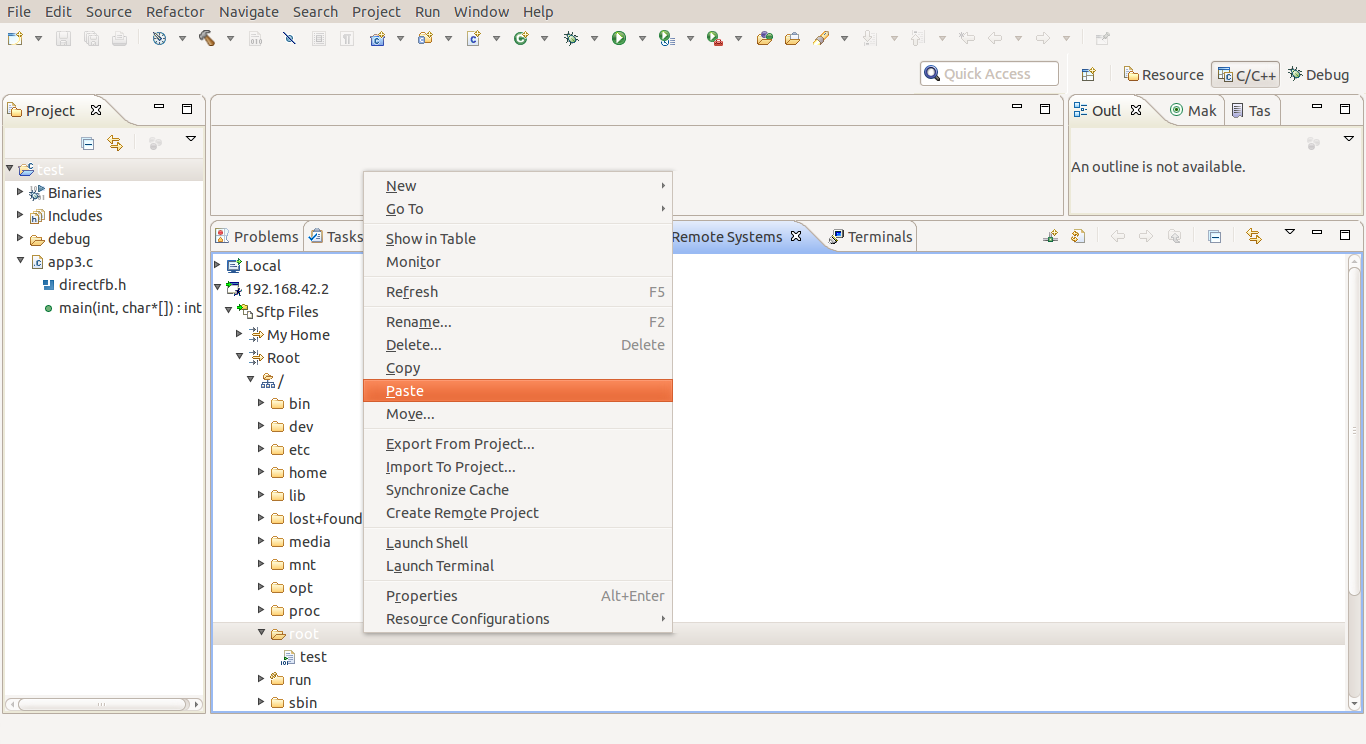 File Edit Source Refactor Navigate Search Project Run Window Help
Quick Access
Resource C/C++ Debug
Project
test
Binaries
Includes
debug
app3.c
directfb.h
main(int, char*[]) : int
Outl Mak Tas
An outline is not available.
Problems Tasks Remote Systems Terminals
Local
192.168.42.2
Sftp Files
My Home
Root
/
bin
dev
etc
home
lib
lost+found
media
mnt
opt
proc
root
test
run
sbin
New
Go To
Show in Table
Monitor
Refresh F5
Rename... F2
Delete... Delete
Copy
Paste
Move...
Export From Project...
Import To Project...
Synchronize Cache
Create Remote Project
Launch Shell
Launch Terminal
Properties Alt+Enter
Resource Configurations